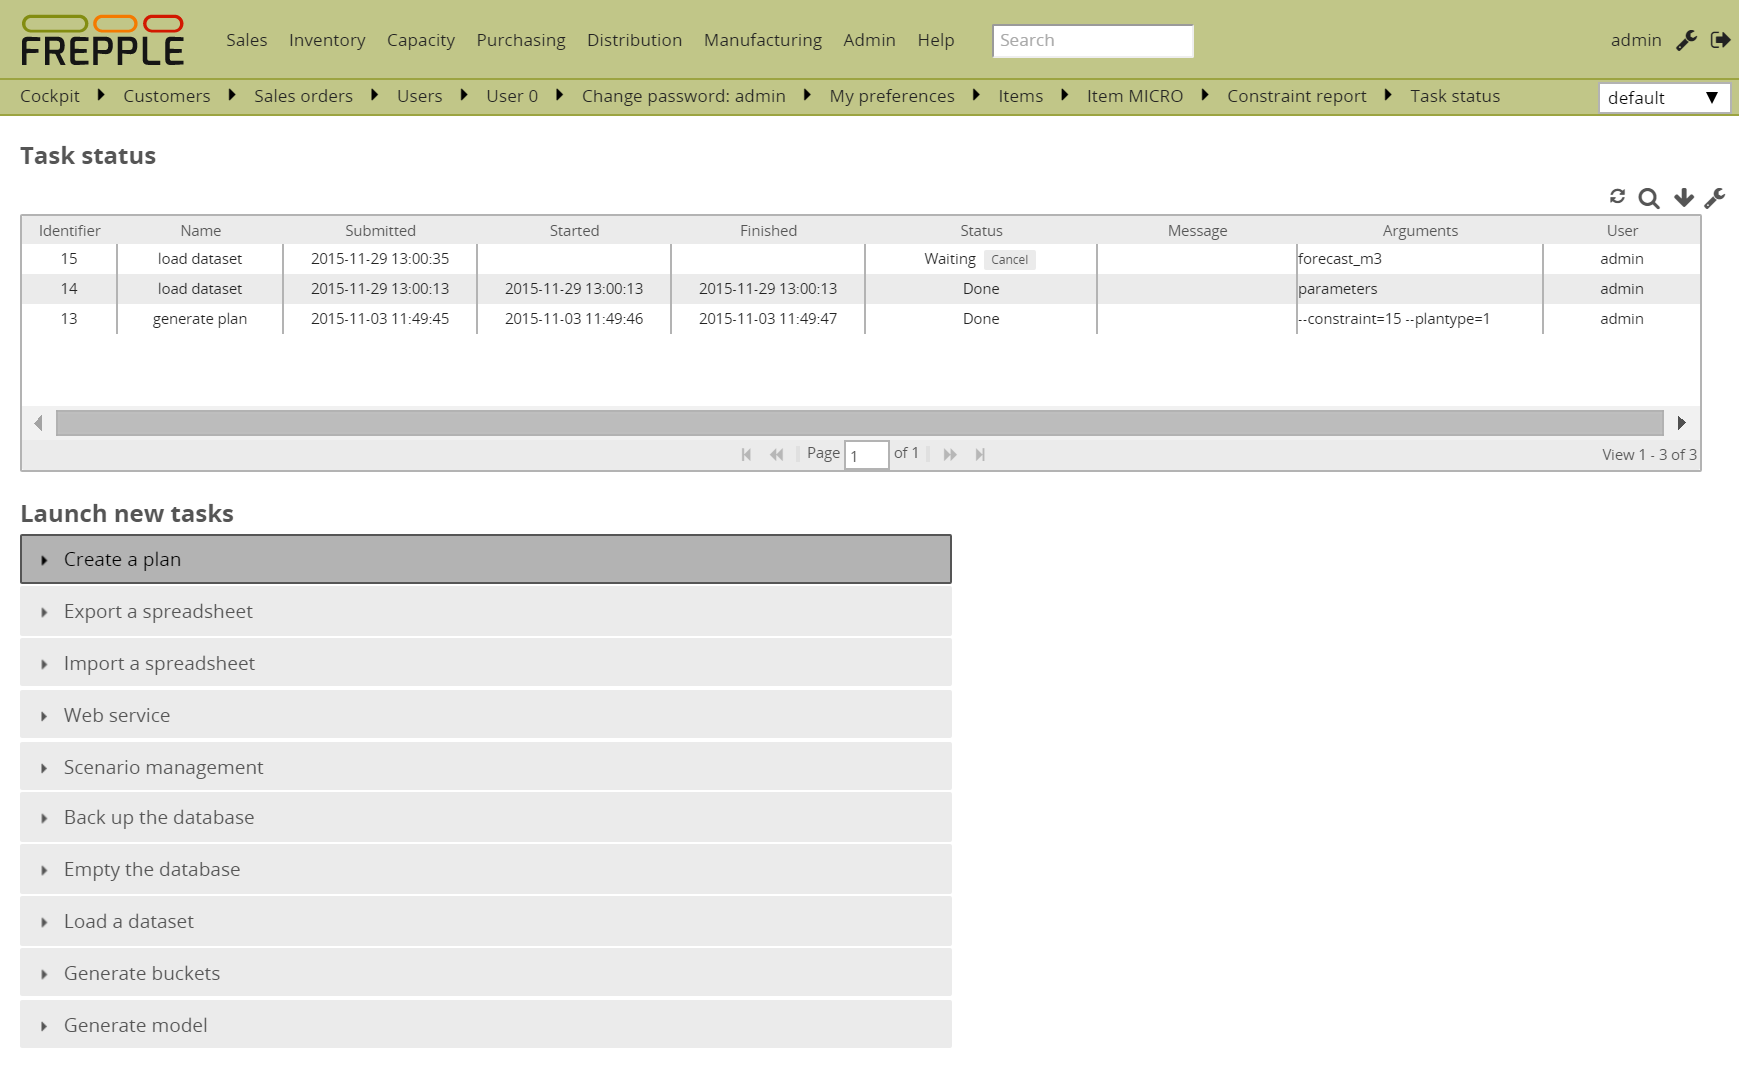 FREPPLE Sales Inventory Capacity Purchasing Distribution Manufacturing Admin Help Search admin
Cockpit Customers Sales orders Users User 0 Change password: admin My preferences Items Item MICRO Constraint report Task status default
Task status
Identifier Name Submitted Started Finished Status Message Arguments User
15 load dataset 2015-11-29 13:00:35 Waiting Cancel forecast_m3 admin
14 load dataset 2015-11-29 13:00:13 2015-11-29 13:00:13 2015-11-29 13:00:13 Done parameters admin
13 generate plan 2015-11-03 11:49:45 2015-11-03 11:49:46 2015-11-03 11:49:47 Done --constraint=15 --plantype=1 admin
Page 1 of 1 View 1 - 3 of 3
Launch new tasks
Create a plan
Export a spreadsheet
Import a spreadsheet
Web service
Scenario management
Back up the database
Empty the database
Load a dataset
Generate buckets
Generate model